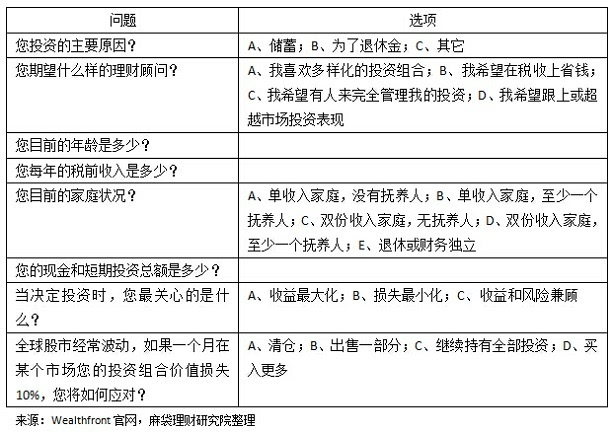 问题 选项
您投资的主要原因？ A、储蓄；B、为了退休金；C、其它
您期望什么样的理财顾问？ A、我喜欢多样化的投资组合；B、我希望在税收上省钱；
C、我希望有人来完全管理我的投资；D、我希望跟上或超
越市场投资表现
您目前的年龄是多少？
您每年的税前收入是多少？
您目前的家庭状况？ A、单收入家庭，没有抚养人；B、单收入家庭，至少一个
抚养人；C、双份收入家庭，无抚养人；D、双份收入家庭，
至少一个抚养人；E、退休或财务独立
您的现金和短期投资总额是多少？
当决定投资时，您最关心的是什 A、收益最大化；B、损失最小化；C、收益和风险兼顾
么？
全球股市经常波动，如果一个月在 A、清仓；B、出售一部分；C、继续持有全部投资；D、买
某个市场您的投资组合价值损失 入更多
10%，您将如何应对？
来源：Wealthfront 官网，麻袋理财研究院整理